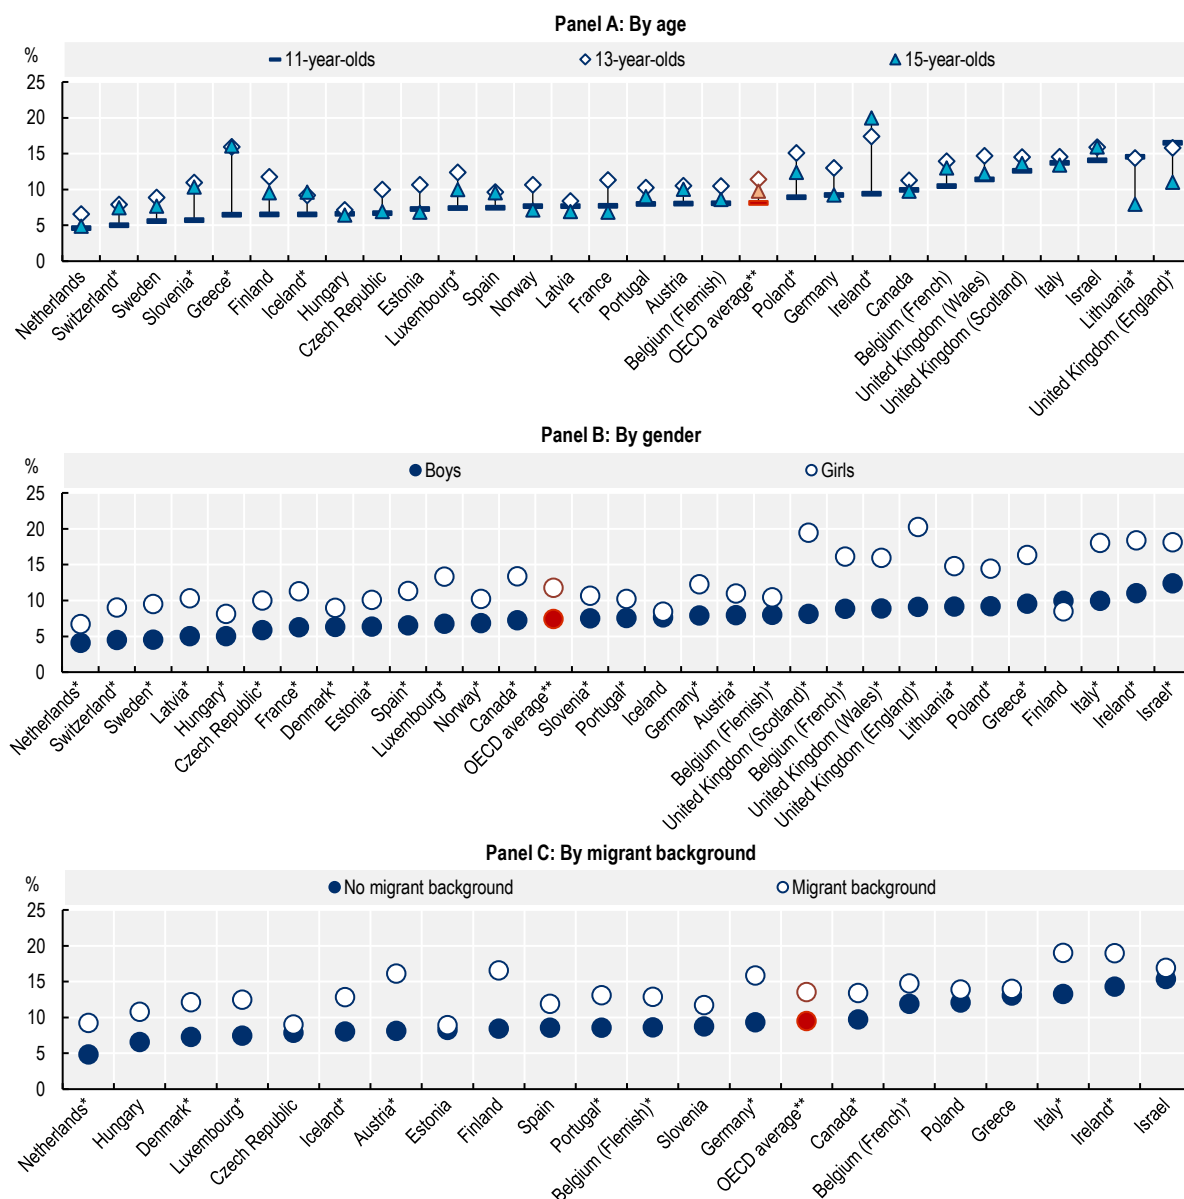 Panel A: By age
%
11-year-olds 13-year-olds 15-year-olds
25
20
15
10
5
0
Netherlands
Switzerland*
Sweden
Slovenia*
Greece*
Finland
Iceland*
Hungary
Czech Republic
Estonia
Luxembourg*
Spain
Norway
Latvia
France
Portugal
Austria
Belgium (Flemish)
OECD average**
Poland*
Germany
Ireland*
Canada
Belgium (French)
United Kingdom (Wales)
United Kingdom (Scotland)
Italy
Israel
Lithuania*
United Kingdom (England)*
Panel B: By gender
%
Boys Girls
25
20
15
10
5
0
Netherlands*
Switzerland*
Sweden*
Latvia*
Hungary*
Czech Republic*
France*
Denmark*
Estonia*
Spain*
Luxembourg*
Norway*
Canada*
OECD average**
Slovenia*
Portugal*
Iceland
Germany*
Austria*
Belgium (Flemish)*
United Kingdom (Scotland)*
Belgium (French)*
United Kingdom (Wales)*
United Kingdom (England)*
Lithuania*
Poland*
Greece*
Finland
Italy*
Ireland*
Israel*
Panel C: By migrant background
%
No migrant background Migrant background
25
20
15
10
5
0
Netherlands*
Hungary
Denmark*
Luxembourg*
Czech Republic
Iceland*
Austria*
Estonia
Finland
Spain
Portugal*
Belgium (Flemish)*
Slovenia
Germany*
OECD average**
Canada*
Belgium (French)*
Poland
Greece
Italy*
Ireland*
Israel